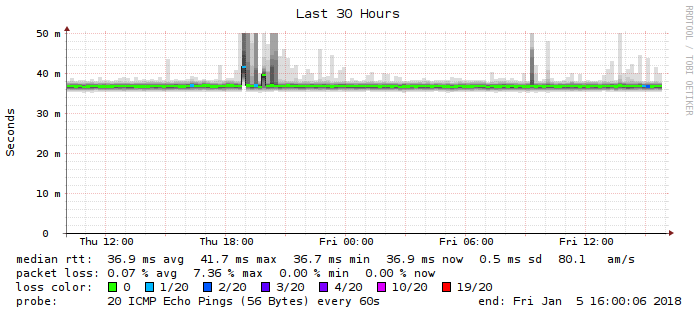 Last 30 Hours
RRDTOOL / TOBI OETIKER
Seconds
50 m
40 m
30 m
20 m
10 m
0
Thu 12:00 Thu 18:00 Fri 00:00 Fri 06:00 Fri 12:00
median rtt: 36.9 ms avg 41.7 ms max 36.7 ms min 36.9 ms now 0.5 ms sd 80.1 am/s
packet loss: 0.07 % avg 7.36 % max 0.00 % min 0.00 % now
loss color: 0 1/20 2/20 3/20 4/20 10/20 19/20
probe: 20 ICMP Echo Pings (56 Bytes) every 60s end: Fri Jan 5 16:00:06 2018